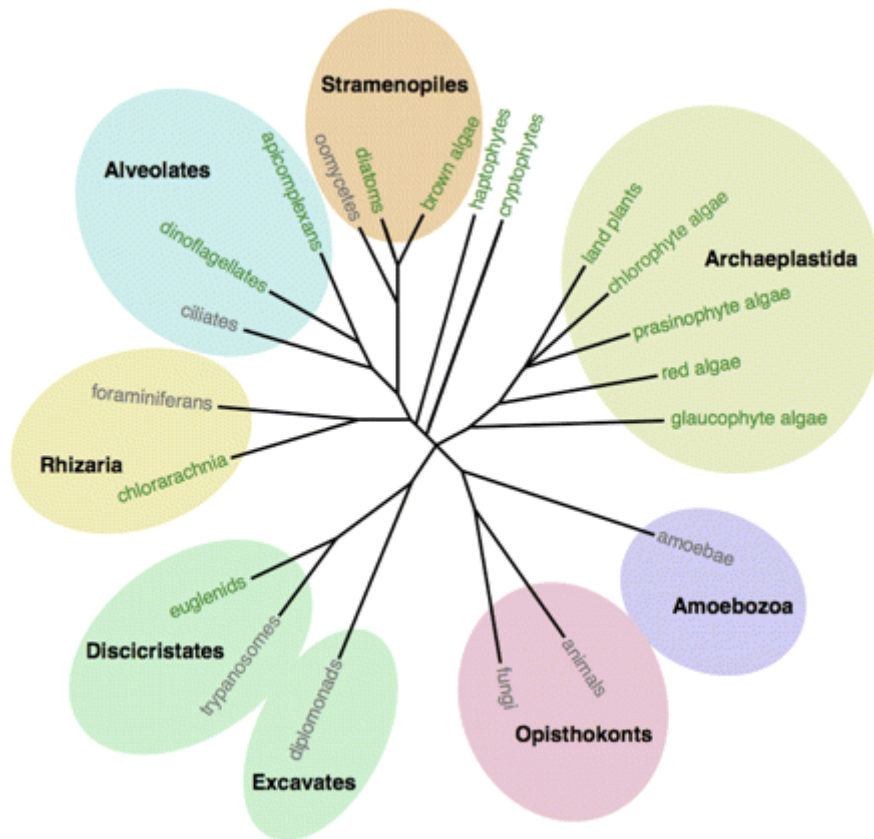 Stramenopiles
Alveolates
apicomplexans
oomycetes
diatoms
brown algae
haptophytes
cryptophytes
dinoflagellates
ciliates
land plants
chlorophyte algae
Archaeplastida
prasinophyte algae
red algae
glaucophyte algae
foraminiferans
Rhizaria
chlorarachnia
amoebae
Amoebozoa
euglenids
Discicristates
trypanosomes
diplomonads
Excavates
fungi
animals
Opisthokonts